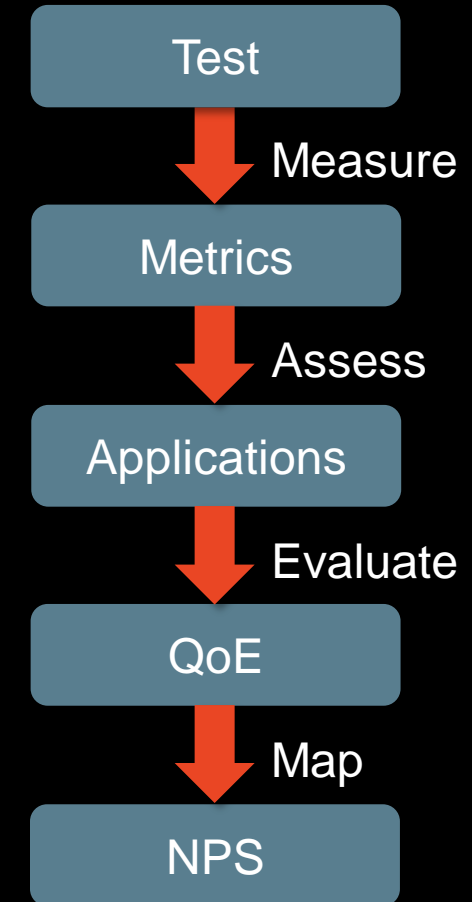 Test
Measure
Metrics
Assess
Applications
Evaluate
QoE
Map
NPS